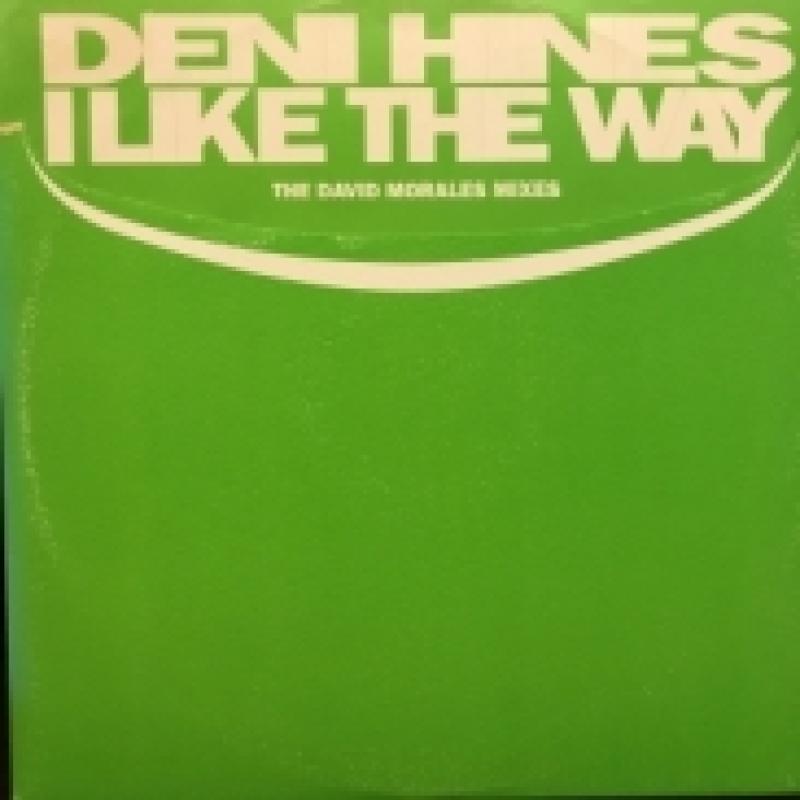 DENI HINES
I LIKE THE WAY
THE DAVID MORALES MIXES